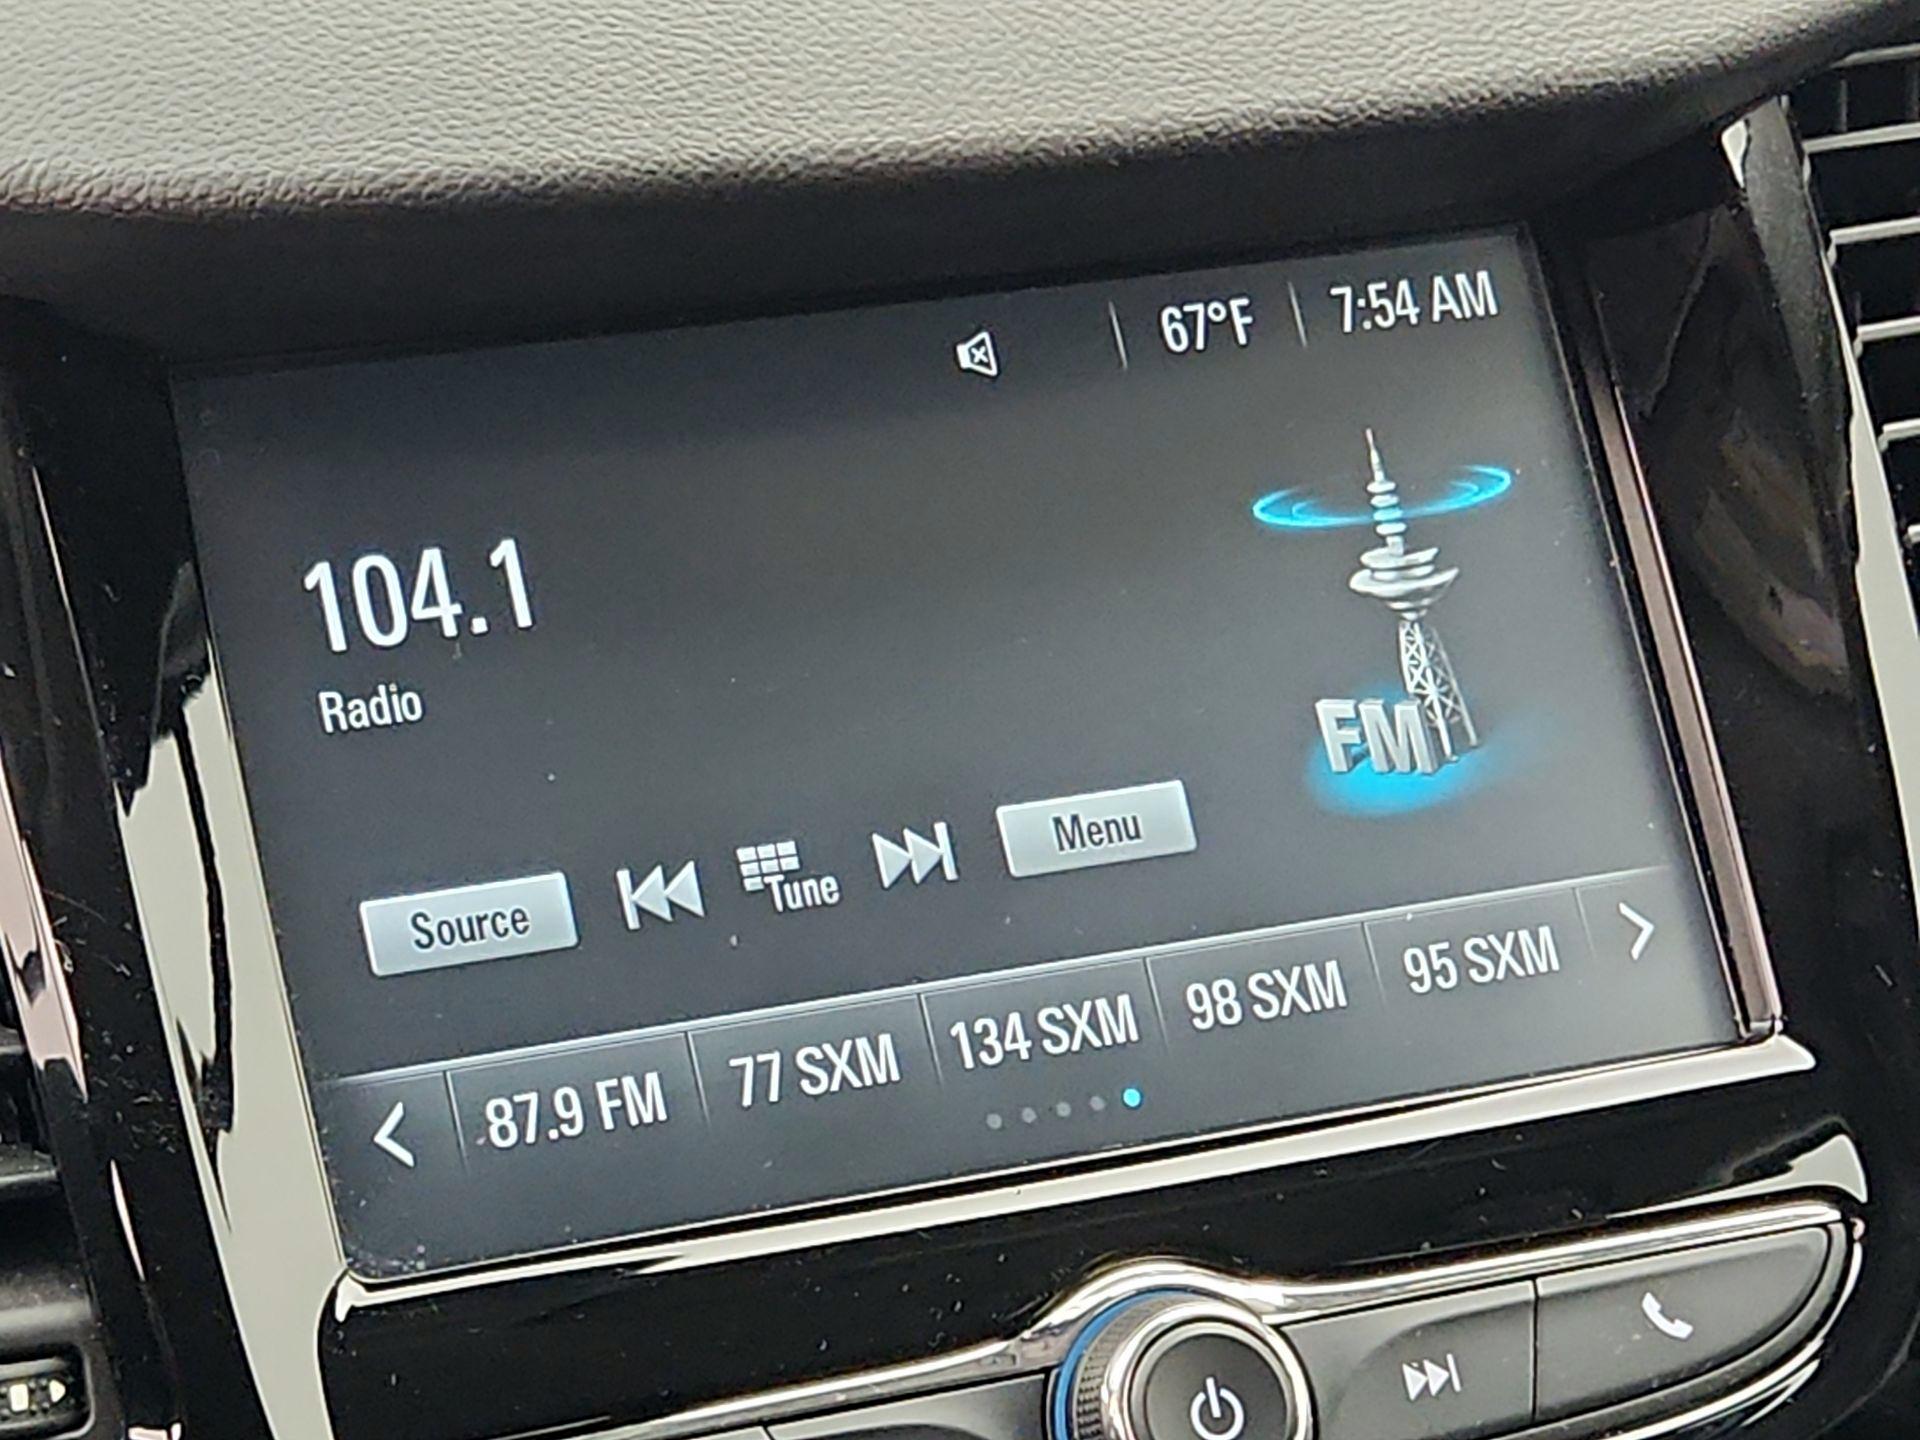 67°F 7:54 AM
104.1
Radio
FM
Source Tune Menu
87.9 FM 77 SXM 134 SXM 98 SXM 95 SXM